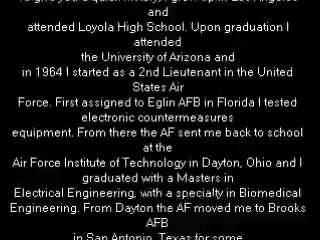 and
attended Loyola High School. Upon graduation I
attended
the University of Arizona and
in 1964 I started as a 2nd Lieutenant in the United
States Air
Force. First assigned to Eglin AFB in Florida I tested
electronic countermeasures
equipment. From there the AF sent me back to school
at the
Air Force Institute of Technology in Dayton, Ohio and I
graduated with a Masters in
Electrical Engineering, with a specialty in Biomedical
Engineering. From Dayton the AF moved me to Brooks
AFB
in San Antonio, Texas for some